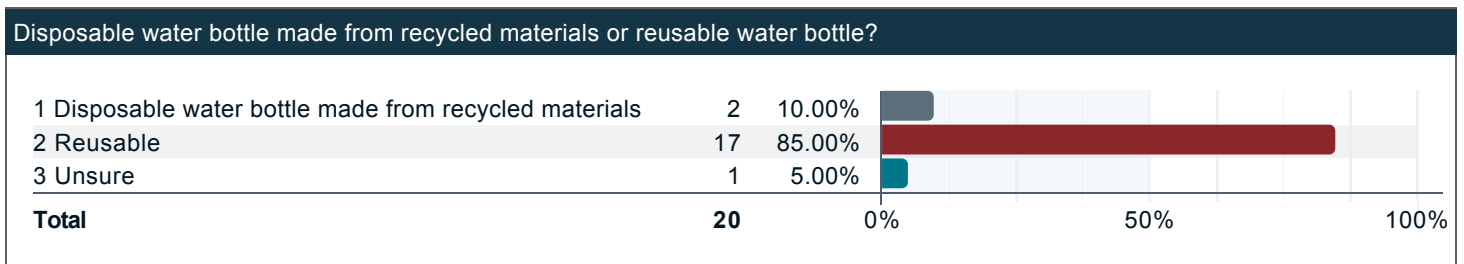 Disposable water bottle made from recycled materials or reusable water bottle?
1 Disposable water bottle made from recycled materials 2 10.00%
2 Reusable 17 85.00%
3 Unsure 1 5.00%
Total 20 0% 50% 100%